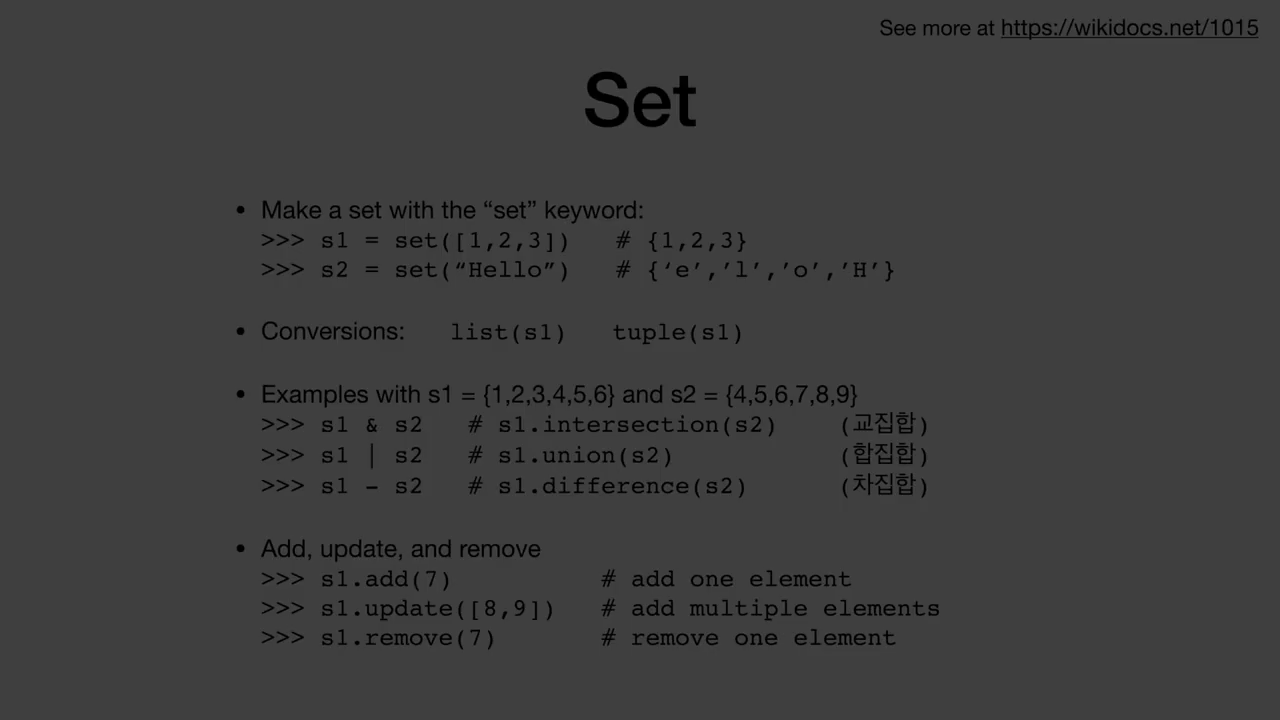 See more at https://wikidocs.net/1015
Set
• Make a set with the “set” keyword:
>>> s1 = set([1,2,3])   # {1,2,3}
>>> s2 = set(“Hello”)   # {‘e’,’l’,’o’,’H’}
• Conversions:   list(s1)   tuple(s1)
• Examples with s1 = {1,2,3,4,5,6} and s2 = {4,5,6,7,8,9}
>>> s1 & s2   # s1.intersection(s2)   (교집합)
>>> s1 | s2   # s1.union(s2)   (합집합)
>>> s1 - s2   # s1.difference(s2)   (차집합)
• Add, update, and remove
>>> s1.add(7)   # add one element
>>> s1.update([8,9])   # add multiple elements
>>> s1.remove(7)   # remove one element